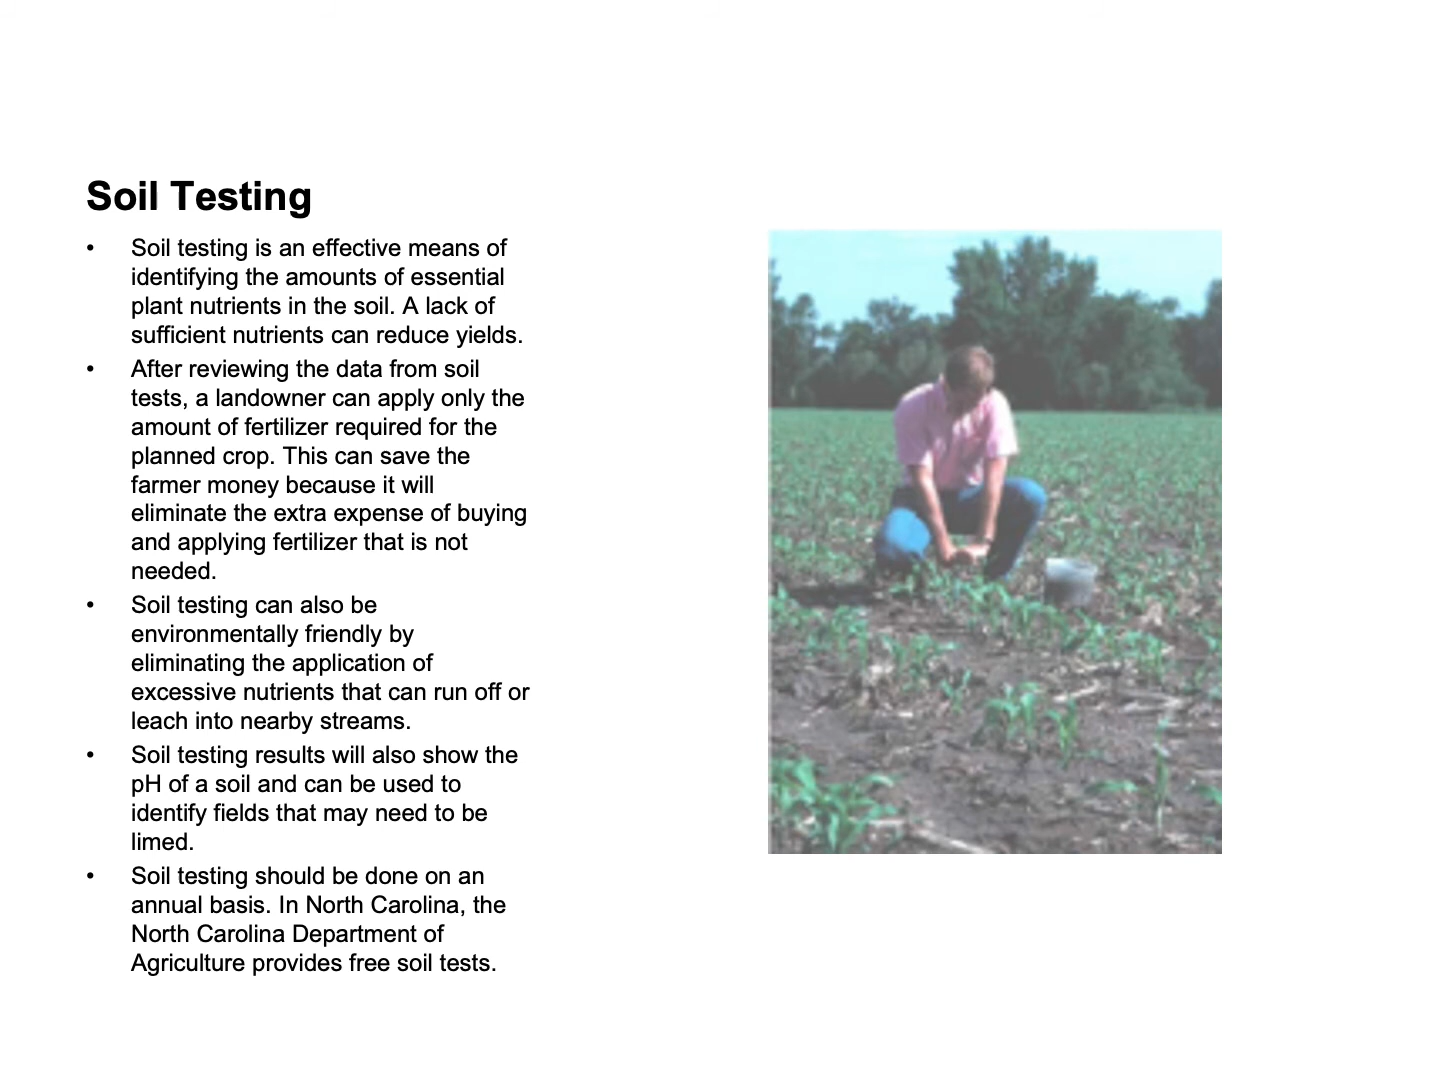 Soil Testing
• Soil testing is an effective means of
identifying the amounts of essential
plant nutrients in the soil. A lack of
sufficient nutrients can reduce yields.
• After reviewing the data from soil
tests, a landowner can apply only the
amount of fertilizer required for the
planned crop. This can save the
farmer money because it will
eliminate the extra expense of buying
and applying fertilizer that is not
needed.
• Soil testing can also be
environmentally friendly by
eliminating the application of
excessive nutrients that can run off or
leach into nearby streams.
• Soil testing results will also show the
pH of a soil and can be used to
identify fields that may need to be
limed.
• Soil testing should be done on an
annual basis. In North Carolina, the
North Carolina Department of
Agriculture provides free soil tests.